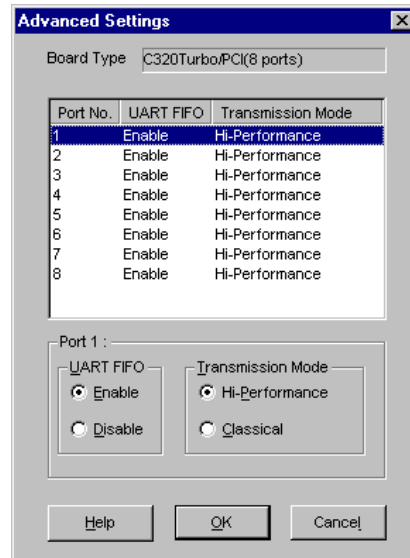 Advanced Settings
Board Type C320Turbo/PCI(8 ports)
Port No. UART FIFO Transmission Mode
1 Enable Hi-Performance
2 Enable Hi-Performance
3 Enable Hi-Performance
4 Enable Hi-Performance
5 Enable Hi-Performance
6 Enable Hi-Performance
7 Enable Hi-Performance
8 Enable Hi-Performance
Port 1 :
UART FIFO Transmission Mode
Enable Hi-Performance
Disable Classical
Help OK Cancel